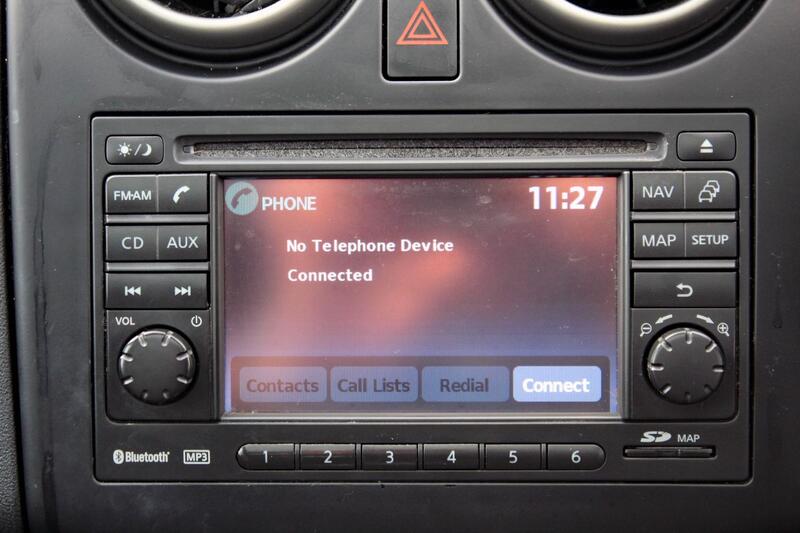 PHONE
11:27
No Telephone Device
Connected
Contacts
Call Lists
Redial
Connect
FM·AM
CD
AUX
VOL
NAV
MAP
SETUP
Bluetooth®
MP3
1
2
3
4
5
6
SD
MAP